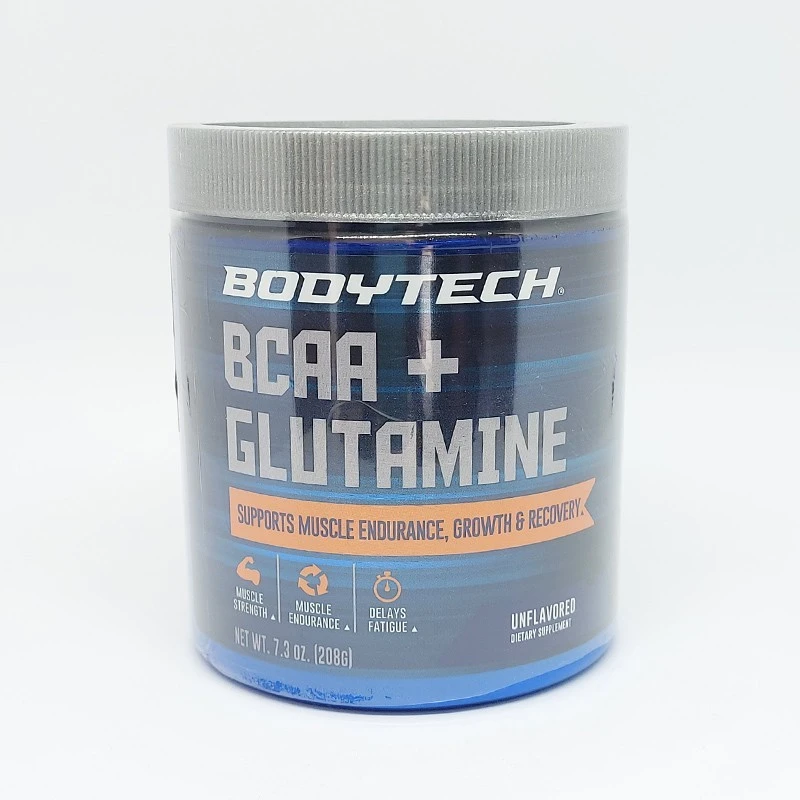 BODYTECH®
BCAA +
GLUTAMINE
SUPPORTS MUSCLE ENDURANCE, GROWTH & RECOVERY▲
MUSCLE
STRENGTH▲
MUSCLE
ENDURANCE▲
DELAYS
FATIGUE▲
UNFLAVORED
DIETARY SUPPLEMENT
NET WT. 7.3 OZ. (208G)